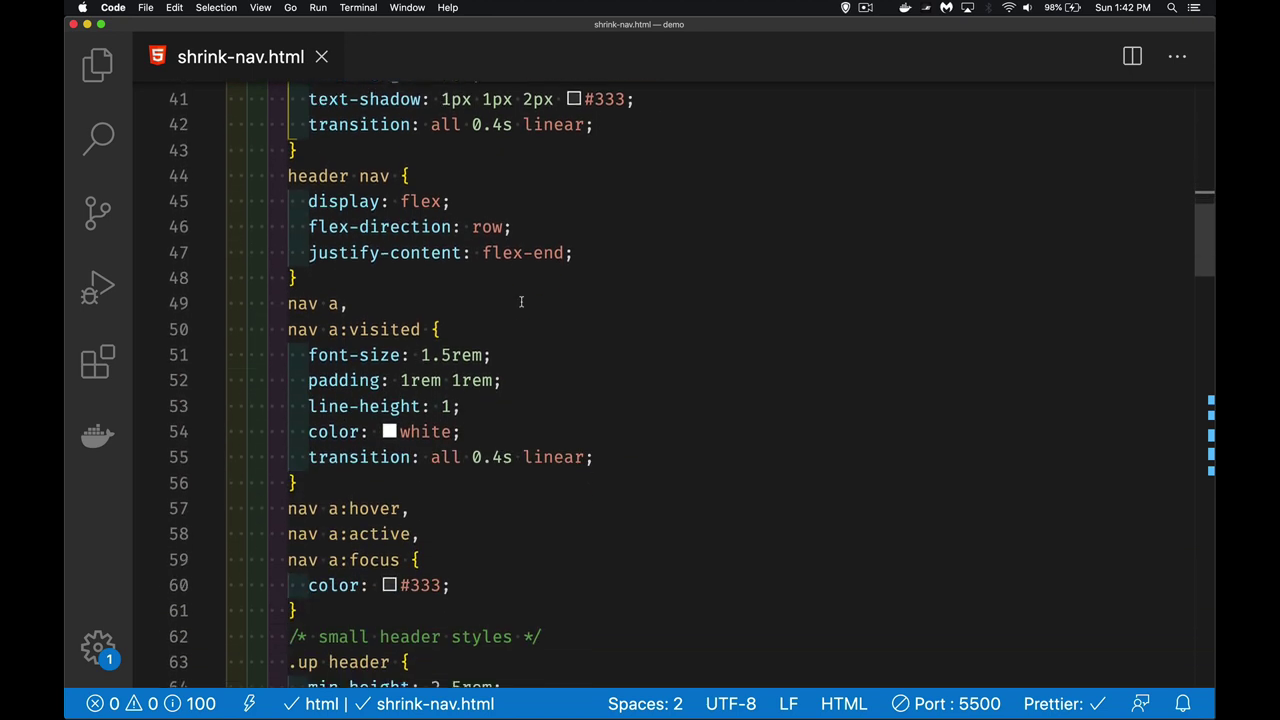 Code File Edit Selection View Go Run Terminal Window Help 98% Sun 1:42 PM
shrink-nav.html — demo
shrink-nav.html
41 text-shadow: 1px 1px 2px #333;
42 transition: all 0.4s linear;
43 }
44 header nav {
45 display: flex;
46 flex-direction: row;
47 justify-content: flex-end;
48 }
49 nav a,
50 nav a:visited {
51 font-size: 1.5rem;
52 padding: 1rem 1rem;
53 line-height: 1;
54 color: white;
55 transition: all 0.4s linear;
56 }
57 nav a:hover,
58 nav a:active,
59 nav a:focus {
60 color: #333;
61 }
62 /* small header styles */
63 .up header {
64 min-height: 2.5rem;
1
0 0 100 html | shrink-nav.html Spaces: 2 UTF-8 LF HTML Port : 5500 Prettier: